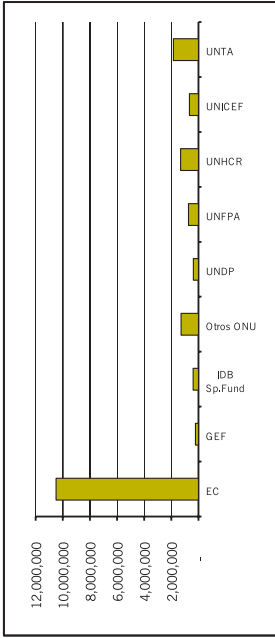 UNTA
UNICEF
UNHCR
UNFPA
UNDP
Otros ONU
IDB
Sp.Fund
GEF
EC
12,000,000
10,000,000
8,000,000
6,000,000
4,000,000
2,000,000
-